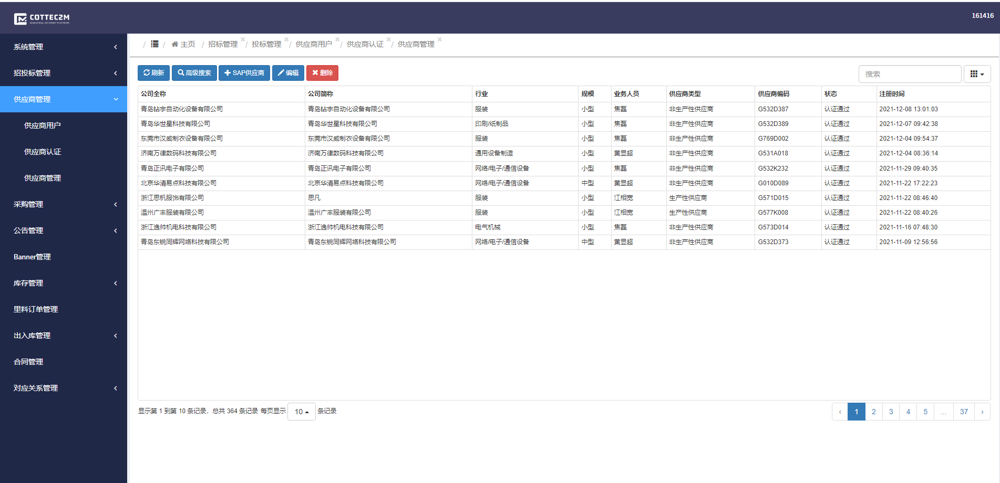 COTTEC2M
INDUSTRIAL INTERNET PLATFORM
161416
系统管理
招投标管理
供应商管理
供应商用户
供应商认证
供应商管理
采购管理
公告管理
Banner管理
库存管理
里料订单管理
出入库管理
合同管理
对应关系管理
/ / 主页 / 招标管理 / 投标管理 / 供应商用户 / 供应商认证 / 供应商管理
刷新 高级搜索 SAP供应商 编辑 删除 搜索
公司全称 公司简称 行业 规模 业务人员 供应商类型 供应商编码 状态 注册时间
青岛钻宇自动化设备有限公司 青岛钻宇自动化设备有限公司 服装 小型 焦磊 非生产性供应商 G532D387 认证通过 2021-12-08 13:01:03
青岛华世星科技有限公司 青岛华世星科技有限公司 印刷/纸制品 小型 焦磊 非生产性供应商 G532D389 认证通过 2021-12-07 09:42:38
东莞市汉威制衣设备有限公司 东莞市汉威制衣设备有限公司 服装 小型 焦磊 非生产性供应商 G769D002 认证通过 2021-12-04 09:54:37
济南万律数码科技有限公司 济南万律数码科技有限公司 通用设备制造 小型 黄显超 非生产性供应商 G531A018 认证通过 2021-12-04 08:36:14
青岛正讯电子有限公司 青岛正讯电子有限公司 网络/电子/通信设备 小型 焦磊 非生产性供应商 G532K232 认证通过 2021-11-29 09:40:35
北京华清易点科技有限公司 北京华清易点科技有限公司 网络/电子/通信设备 中型 黄显超 非生产性供应商 G010D089 认证通过 2021-11-22 17:22:23
浙江思枫服饰有限公司 思凡 服装 小型 江相宽 生产性供应商 G571D015 认证通过 2021-11-22 08:46:40
温州广丰服装有限公司 温州广丰服装有限公司 服装 小型 江相宽 生产性供应商 G577K008 认证通过 2021-11-22 08:40:26
浙江逸帅机电科技有限公司 浙江逸帅机电科技有限公司 电气机械 小型 焦磊 非生产性供应商 G573D014 认证通过 2021-11-16 07:48:30
青岛东锐同辉网络科技有限公司 青岛东锐同辉网络科技有限公司 网络/电子/通信设备 中型 黄显超 非生产性供应商 G532D373 认证通过 2021-11-09 12:56:56
显示第 1 到第 10 条记录，总共 364 条记录 每页显示 10 条记录
‹ 1 2 3 4 5 ... 37 ›